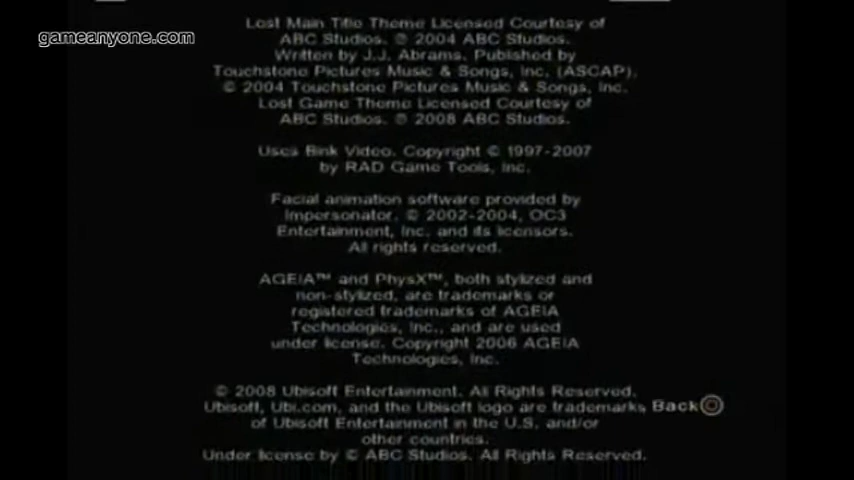 gameanyone.com
Lost Main Title Theme Licensed Courtesy of
ABC Studios. © 2004 ABC Studios.
Written by J.J. Abrams. Published by
Touchstone Pictures Music & Songs, Inc. (ASCAP).
© 2004 Touchstone Pictures Music & Songs, Inc.
Lost Game Theme Licensed Courtesy of
ABC Studios. © 2008 ABC Studios.
Uses Bink Video. Copyright © 1997-2007
by RAD Game Tools, Inc.
Facial animation software provided by
Impersonator. © 2002-2004, OC3
Entertainment, Inc. and its licensors.
All rights reserved.
AGEIA™ and PhysX™, both stylized and
non-stylized, are trademarks or
registered trademarks of AGEIA
Technologies, Inc., and are used
under license. Copyright 2006 AGEIA
Technologies, Inc.
© 2008 Ubisoft Entertainment. All Rights Reserved.
Ubisoft, Ubi.com, and the Ubisoft logo are trademarks
Back
of Ubisoft Entertainment in the U.S. and/or
other countries.
Under license by © ABC Studios. All Rights Reserved.